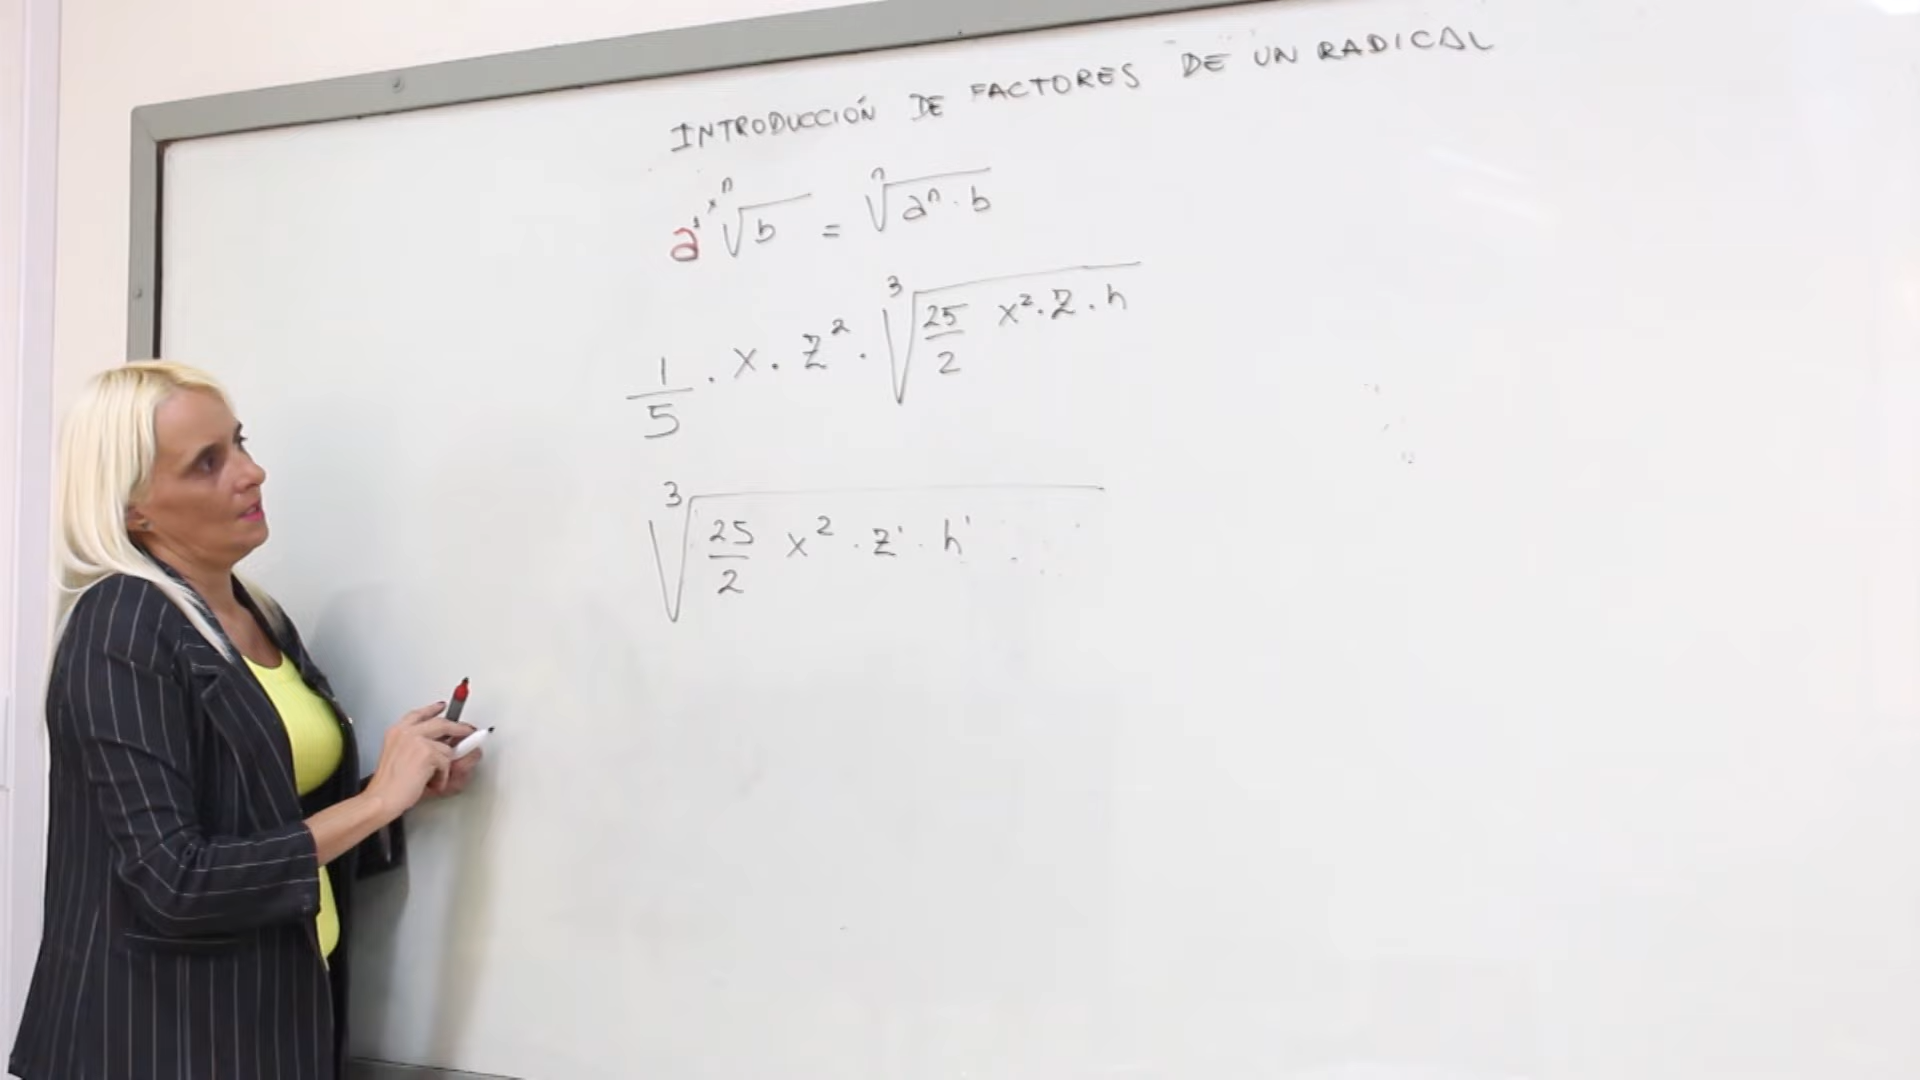 INTRODUCCIÓN DE FACTORES DE UN RADICAL
a¹ ˣ ⁿ√b = ⁿ√(aⁿ · b)
1/5 · x · z² · ³√(25/2 x² · z · h)
³√(25/2 x² · z¹ · h¹ ·